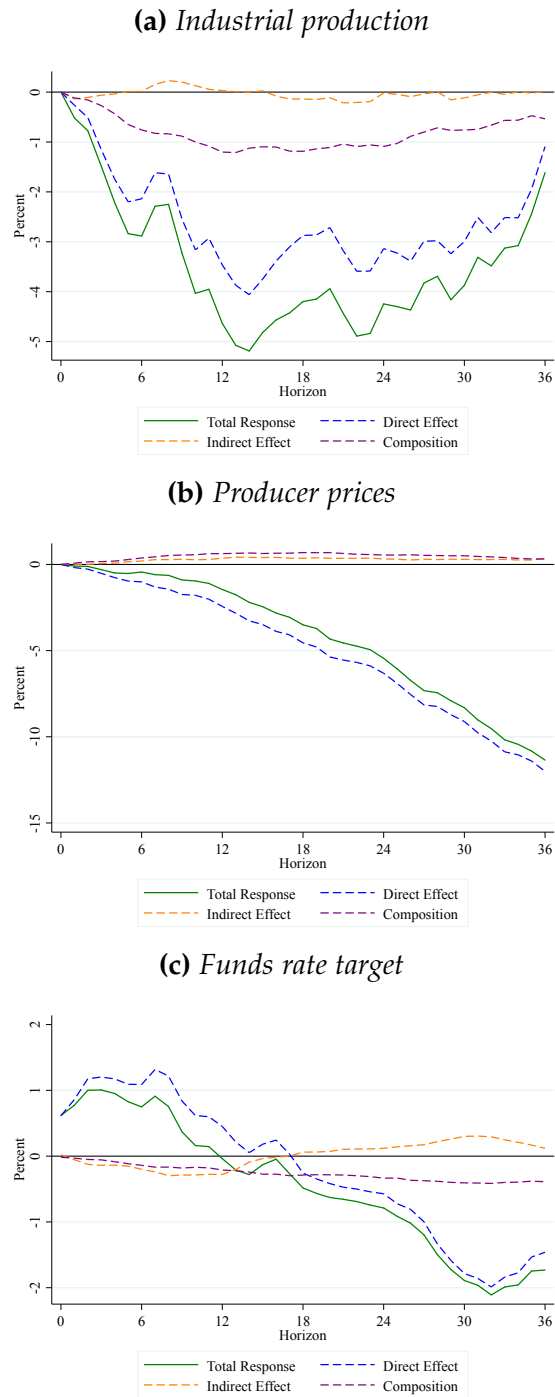 (a) Industrial production
0
-1
-2
-3
-4
-5
Percent
0 6 12 18 24 30 36
Horizon
Total Response Direct Effect
Indirect Effect Composition
(b) Producer prices
0
-5
-10
-15
Percent
0 6 12 18 24 30 36
Horizon
Total Response Direct Effect
Indirect Effect Composition
(c) Funds rate target
2
1
0
-1
-2
Percent
0 6 12 18 24 30 36
Horizon
Total Response Direct Effect
Indirect Effect Composition